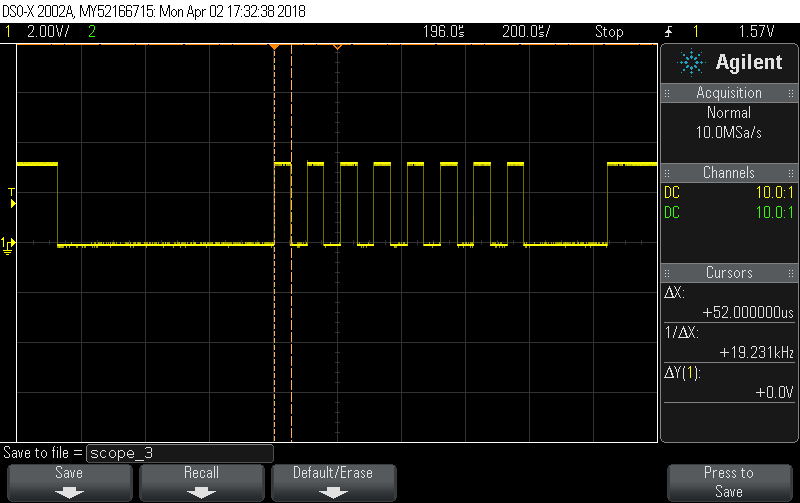 DSO-X 2002A, MY52166715: Mon Apr 02 17:32:38 2018
1 2.00V/ 2 196.0us 200.0us/ Stop 1 1.57V
Agilent
Acquisition
Normal
10.0MSa/s
Channels
DC 10.0:1
DC 10.0:1
Cursors
ΔX:
+52.000000us
1/ΔX:
+19.231kHz
ΔY(1):
+0.0V
T
1
Save to file = scope_3
Save Recall Default/Erase Press to
Save